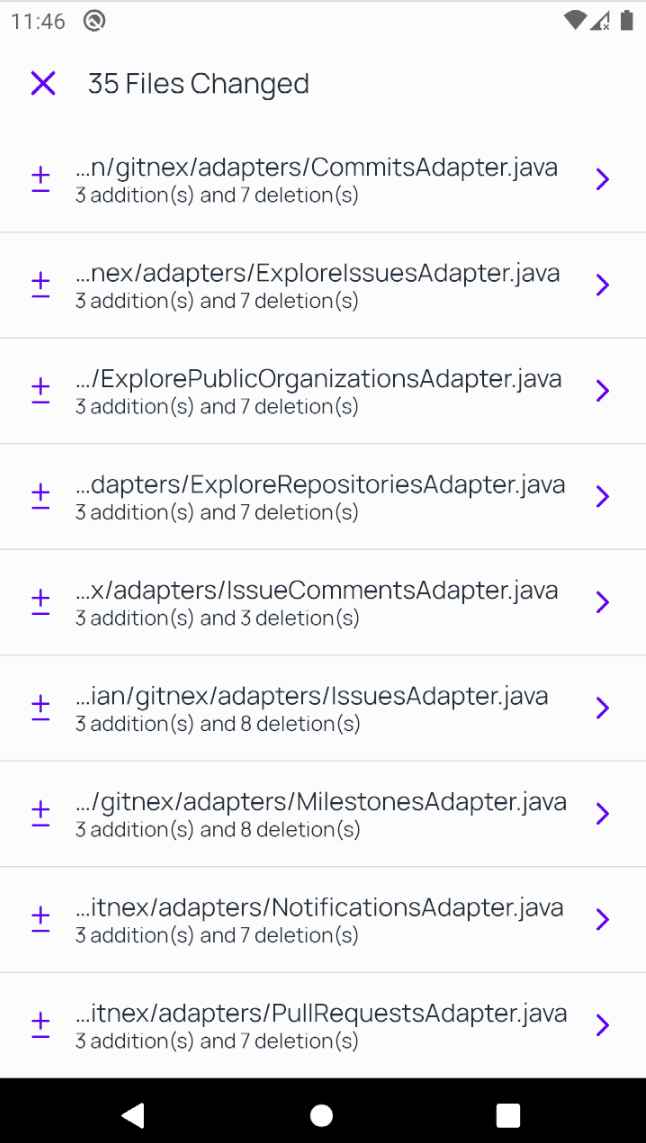 11:46
35 Files Changed
...n/gitnex/adapters/CommitsAdapter.java
3 addition(s) and 7 deletion(s)
...nex/adapters/ExploreIssuesAdapter.java
3 addition(s) and 7 deletion(s)
.../ExplorePublicOrganizationsAdapter.java
3 addition(s) and 7 deletion(s)
...dapters/ExploreRepositoriesAdapter.java
3 addition(s) and 7 deletion(s)
...x/adapters/IssueCommentsAdapter.java
3 addition(s) and 3 deletion(s)
...ian/gitnex/adapters/IssuesAdapter.java
3 addition(s) and 8 deletion(s)
.../gitnex/adapters/MilestonesAdapter.java
3 addition(s) and 8 deletion(s)
...itnex/adapters/NotificationsAdapter.java
3 addition(s) and 7 deletion(s)
...itnex/adapters/PullRequestsAdapter.java
3 addition(s) and 7 deletion(s)